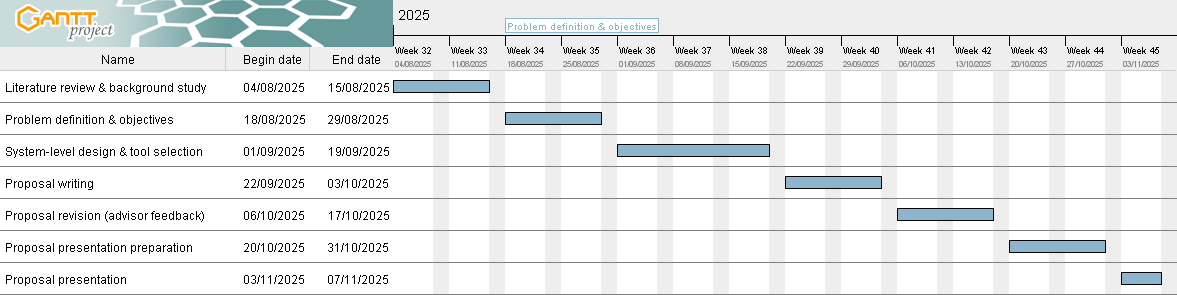 GANTT
project
2025
Problem definition & objectives
Week 32 Week 33 Week 34 Week 35 Week 36 Week 37 Week 38 Week 39 Week 40 Week 41 Week 42 Week 43 Week 44 Week 45
04/08/2025 11/08/2025 18/08/2025 25/08/2025 01/09/2025 08/09/2025 15/09/2025 22/09/2025 29/09/2025 06/10/2025 13/10/2025 20/10/2025 27/10/2025 03/11/2025
Name Begin date End date
Literature review & background study 04/08/2025 15/08/2025
Problem definition & objectives 18/08/2025 29/08/2025
System-level design & tool selection 01/09/2025 19/09/2025
Proposal writing 22/09/2025 03/10/2025
Proposal revision (advisor feedback) 06/10/2025 17/10/2025
Proposal presentation preparation 20/10/2025 31/10/2025
Proposal presentation 03/11/2025 07/11/2025